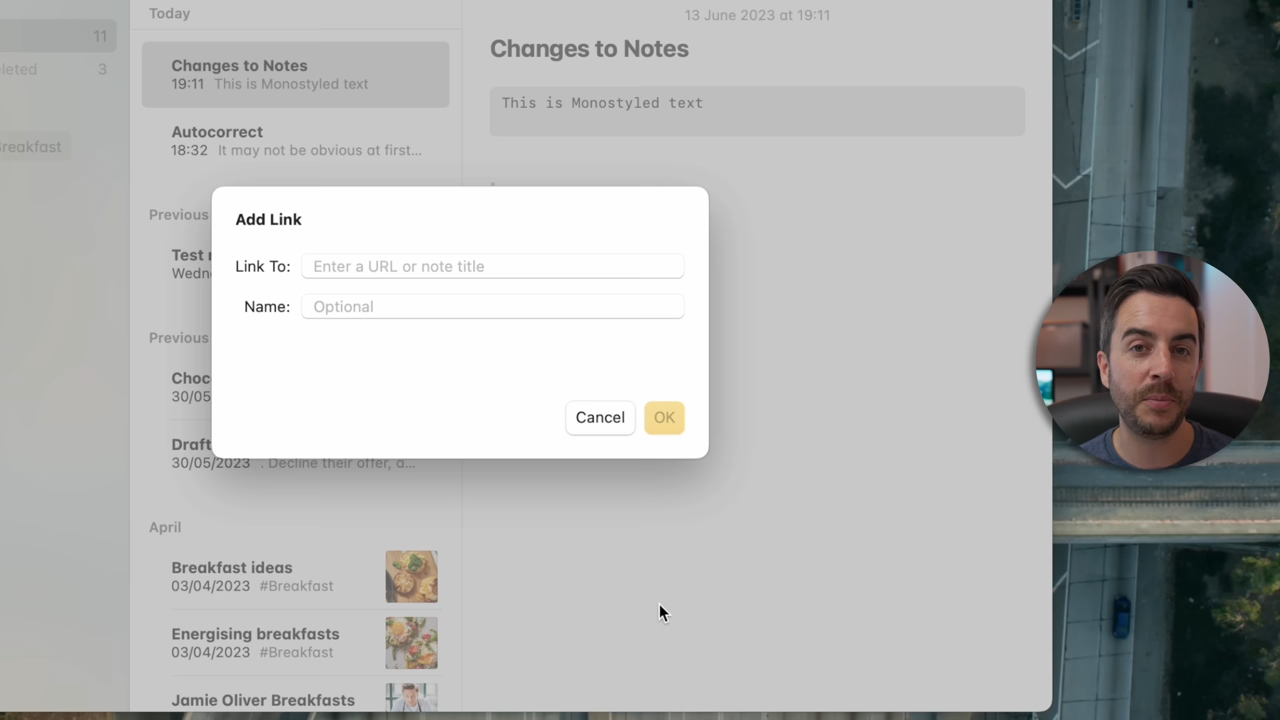 11
eleted 3
Breakfast
Today
Changes to Notes
19:11 This is Monostyled text
Autocorrect
18:32 It may not be obvious at first...
Previous
Test
Wedn
Previous
Choc
30/05
Draft
30/05/2023 . Decline their offer, a...
April
Breakfast ideas
03/04/2023 #Breakfast
Energising breakfasts
03/04/2023 #Breakfast
Jamie Oliver Breakfasts
13 June 2023 at 19:11
Changes to Notes
This is Monostyled text
Add Link
Link To: Enter a URL or note title
Name: Optional
Cancel OK